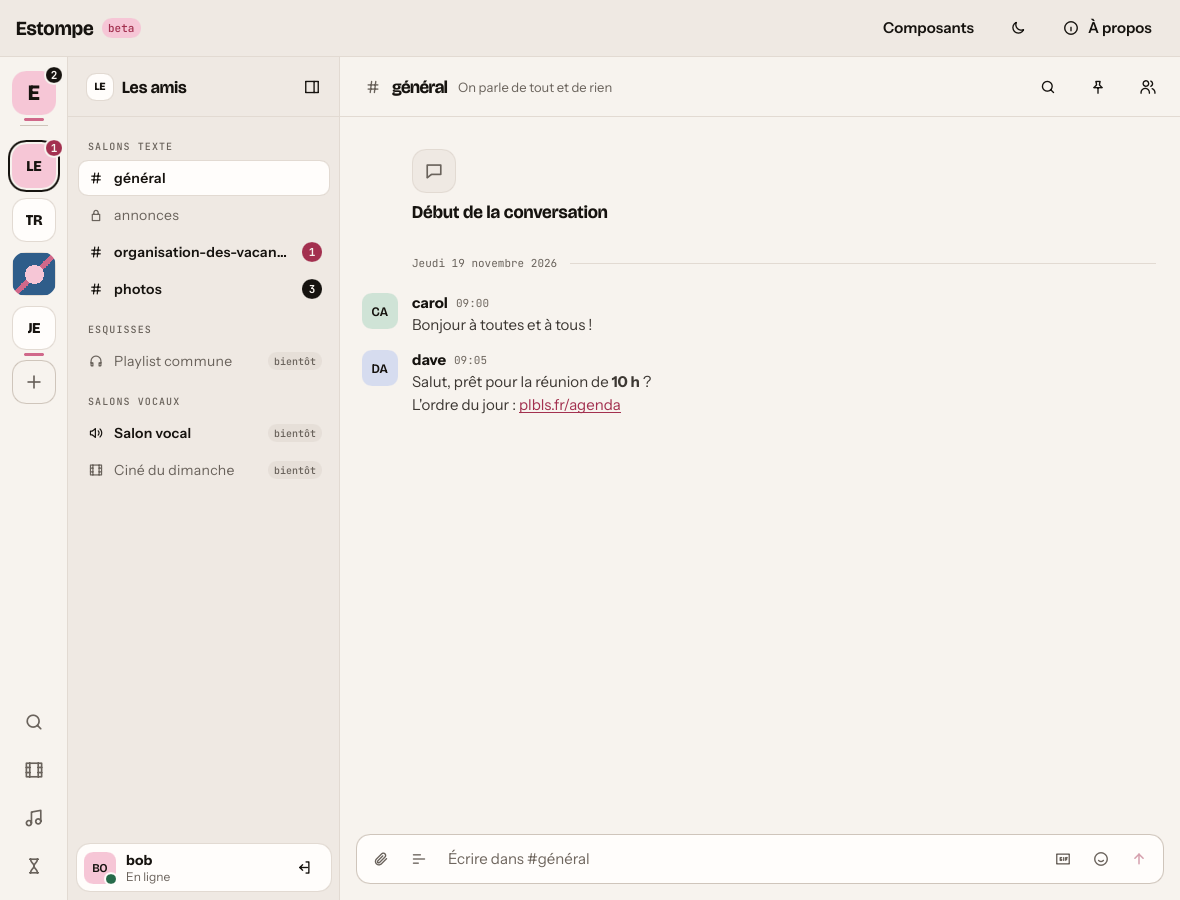 Estompe beta
Composants
À propos
E 2
LE 1
TR
JE
LE Les amis
SALONS TEXTE
# général
annonces
# organisation-des-vacan... 1
# photos 3
ESQUISSES
Playlist commune bientôt
SALONS VOCAUX
Salon vocal bientôt
Ciné du dimanche bientôt
BO bob
En ligne
# général On parle de tout et de rien
Début de la conversation
Jeudi 19 novembre 2026
CA carol 09:00
Bonjour à toutes et à tous !
DA dave 09:05
Salut, prêt pour la réunion de 10 h ?
L'ordre du jour : plbls.fr/agenda
Écrire dans #général
GIF